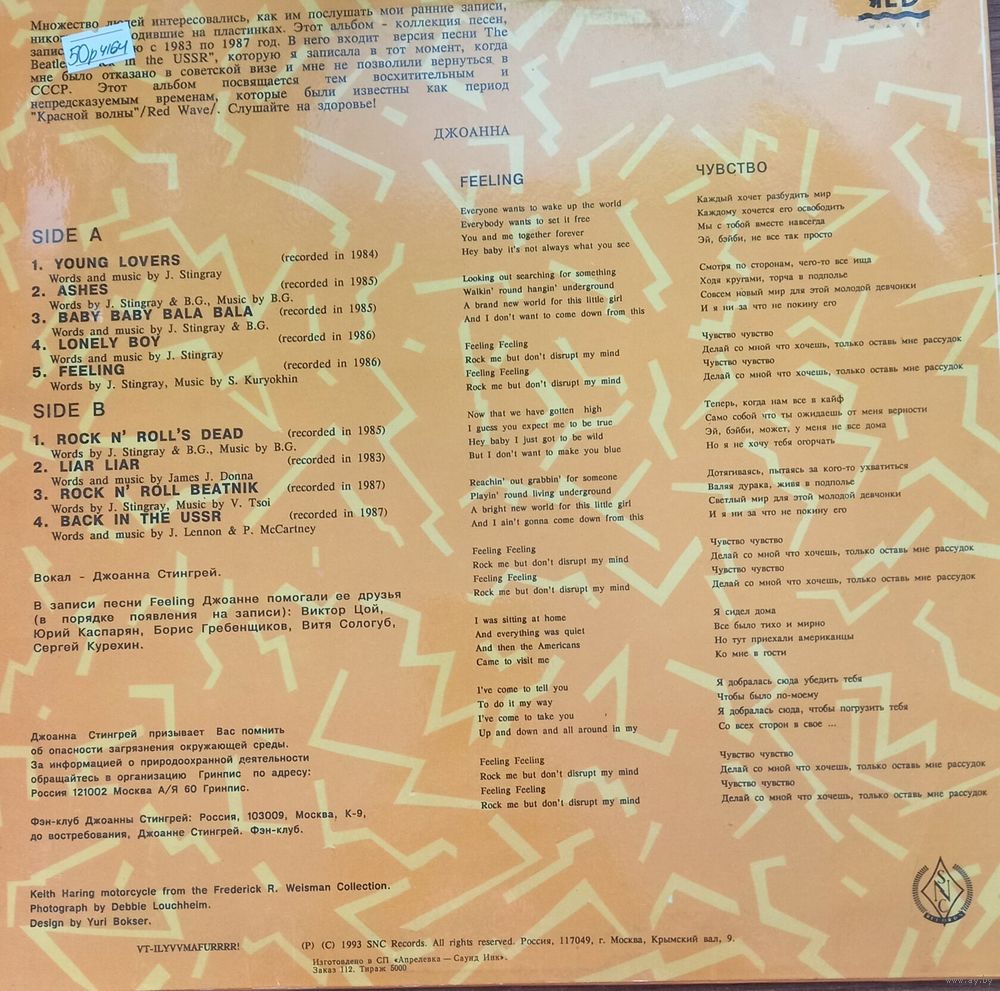 Множество людей интересовались, как им послушать мои ранние записи,
нико выходившие на пластинках. Этот альбом - коллекция песен,
запис ю с 1983 по 1987 год. В него входит версия песни The
Beatles in the USSR", которую я записала в тот момент, когда
мне было отказано в советской визе и мне не позволили вернуться в
СССР. Этот альбом посвящается тем восхитительным и
непредсказуемым временам, которые были известны как период
"Красной волны"/Red Wave/. Слушайте на здоровье!
ДЖОАННА
RED
WAVE
SIDE A
1. YOUNG LOVERS (recorded in 1984)
Words and music by J. Stingray
2. ASHES (recorded in 1985)
Words by J. Stingray & B.G., Music by B.G.
3. BABY BABY BALA BALA (recorded in 1985)
Words and music by J. Stingray & B.G.
4. LONELY BOY (recorded in 1986)
Words and music by J. Stingray
5. FEELING (recorded in 1986)
Words by J. Stingray, Music by S. Kuryokhin
SIDE B
1. ROCK N' ROLL'S DEAD (recorded in 1985)
Words by J. Stingray & B.G., Music by B.G.
2. LIAR LIAR (recorded in 1983)
Words and music by James J. Donna
3. ROCK N' ROLL BEATNIK (recorded in 1987)
Words by J. Stingray, Music by V. Tsoi
4. BACK IN THE USSR (recorded in 1987)
Words and music by J. Lennon & P. McCartney
Вокал - Джоанна Стингрей.
В записи песни Feeling Джоанне помогали ее друзья
(в порядке появления на записи): Виктор Цой,
Юрий Каспарян, Борис Гребенщиков, Витя Сологуб,
Сергей Курехин.
Джоанна Стингрей призывает Вас помнить
об опасности загрязнения окружающей среды.
За информацией о природоохранной деятельности
обращайтесь в организацию Гринпис по адресу:
Россия 121002 Москва А/Я 60 Гринпис.
Фэн-клуб Джоанны Стингрей: Россия, 103009, Москва, К-9,
до востребования, Джоанне Стингрей. Фэн-клуб.
Keith Haring motorcycle from the Frederick R. Weisman Collection.
Photograph by Debbie Louchheim.
Design by Yuri Bokser.
VT-ILYVVMAFURRRR!
FEELING
Everyone wants to wake up the world
Everybody wants to set it free
You and me together forever
Hey baby it's not always what you see
Looking out searching for something
Walkin' round hangin' underground
A brand new world for this little girl
And I don't want to come down from this
Feeling Feeling
Rock me but don't disrupt my mind
Feeling Feeling
Rock me but don't disrupt my mind
Now that we have gotten high
I guess you expect me to be true
Hey baby I just got to be wild
But I don't want to make you blue
Reachin' out grabbin' for someone
Playin' round living underground
A bright new world for this little girl
And I ain't gonna come down from this
Feeling Feeling
Rock me but don't disrupt my mind
Feeling Feeling
Rock me but don't disrupt my mind
I was sitting at home
And everything was quiet
And then the Americans
Came to visit me
I've come to tell you
To do it my way
I've come to take you
Up and down and all around in my
Feeling Feeling
Rock me but don't disrupt my mind
Feeling Feeling
Rock me but don't disrupt my mind
ЧУВСТВО
Каждый хочет разбудить мир
Каждому хочется его освободить
Мы с тобой вместе навсегда
Эй, бэйби, не все так просто
Смотря по сторонам, чего-то все ища
Ходя кругами, торча в подполье
Совсем новый мир для этой молодой девчонки
И я ни за что не покину его
Чувство чувство
Делай со мной что хочешь, только оставь мне рассудок
Чувство чувство
Делай со мной что хочешь, только оставь мне рассудок
Теперь, когда нам все в кайф
Само собой что ты ожидаешь от меня верности
Эй, бэйби, может, у меня не все дома
Но я не хочу тебя огорчать
Дотягиваясь, пытаясь за кого-то ухватиться
Валяя дурака, живя в подполье
Светлый мир для этой молодой девчонки
И я ни за что не покину его
Чувство чувство
Делай со мной что хочешь, только оставь мне рассудок
Чувство чувство
Делай со мной что хочешь, только оставь мне рассудок
Я сидел дома
Все было тихо и мирно
Но тут приехали американцы
Ко мне в гости
Я добралась сюда убедить тебя
Чтобы было по-моему
Я добралась сюда, чтобы погрузить тебя
Со всех сторон в свое ...
Чувство чувство
Делай со мной что хочешь, только оставь мне рассудок
Чувство чувство
Делай со мной что хочешь, только оставь мне рассудок
SNC
RECORDS
(P) (C) 1993 SNC Records. All rights reserved. Россия, 117049, г. Москва, Крымский вал, 9.
Изготовлено в СП «Апрелевка — Саунд Инк».
Заказ 112. Тираж 5000
www.ay.by